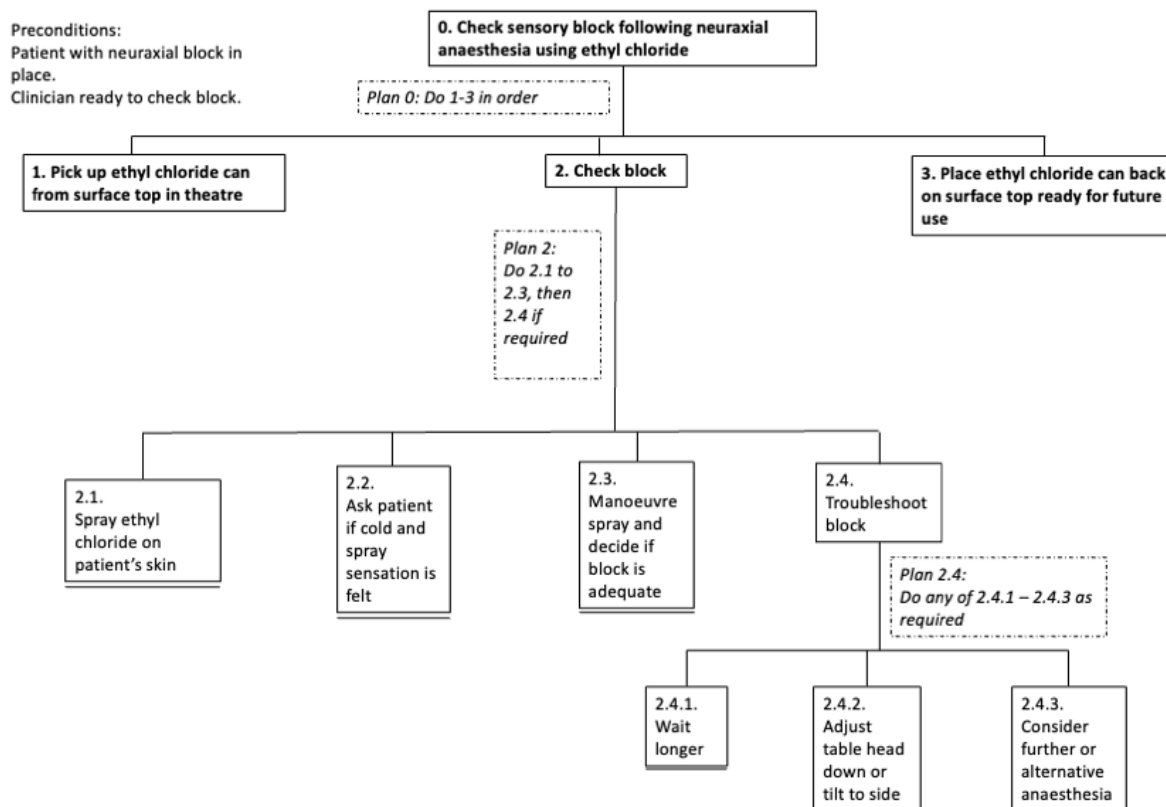 Preconditions:
Patient with neuraxial block in
place.
Clinician ready to check block.
0. Check sensory block following neuraxial
anaesthesia using ethyl chloride
Plan 0: Do 1-3 in order
1. Pick up ethyl chloride can
from surface top in theatre
2. Check block
3. Place ethyl chloride can back
on surface top ready for future
use
Plan 2:
Do 2.1 to
2.3, then
2.4 if
required
2.1.
Spray ethyl
chloride on
patient's skin
2.2.
Ask patient
if cold and
spray
sensation is
felt
2.3.
Manoeuvre
spray and
decide if
block is
adequate
2.4.
Troubleshoot
block
Plan 2.4:
Do any of 2.4.1 – 2.4.3 as
required
2.4.1.
Wait
longer
2.4.2.
Adjust
table head
down or
tilt to side
2.4.3.
Consider
further or
alternative
anaesthesia